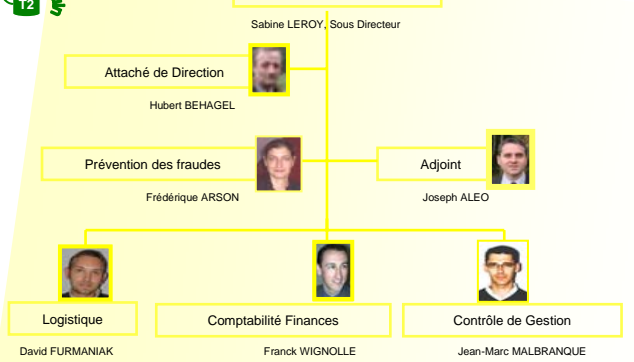 T2
Sabine LEROY, Sous Directeur
Attaché de Direction
Hubert BEHAGEL
Prévention des fraudes
Adjoint
Frédérique ARSON
Joseph ALEO
Logistique
Comptabilité Finances
Contrôle de Gestion
David FURMANIAK
Franck WIGNOLLE
Jean-Marc MALBRANQUE